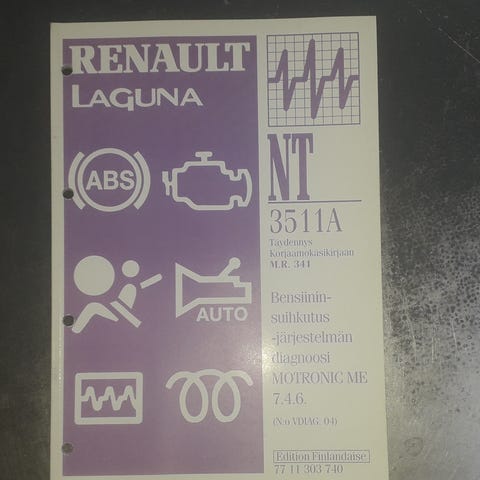 RENAULT
LAGUNA
ABS
AUTO
NT
3511A
Täydennys
Korjaamokäsikirjaan
M.R. 341
Bensiinin-
suihkutus
-järjestelmän
diagnoosi
MOTRONIC ME
7.4.6.
(N:o VDIAG. 04)
Edition Finlandaise
77 11 303 740